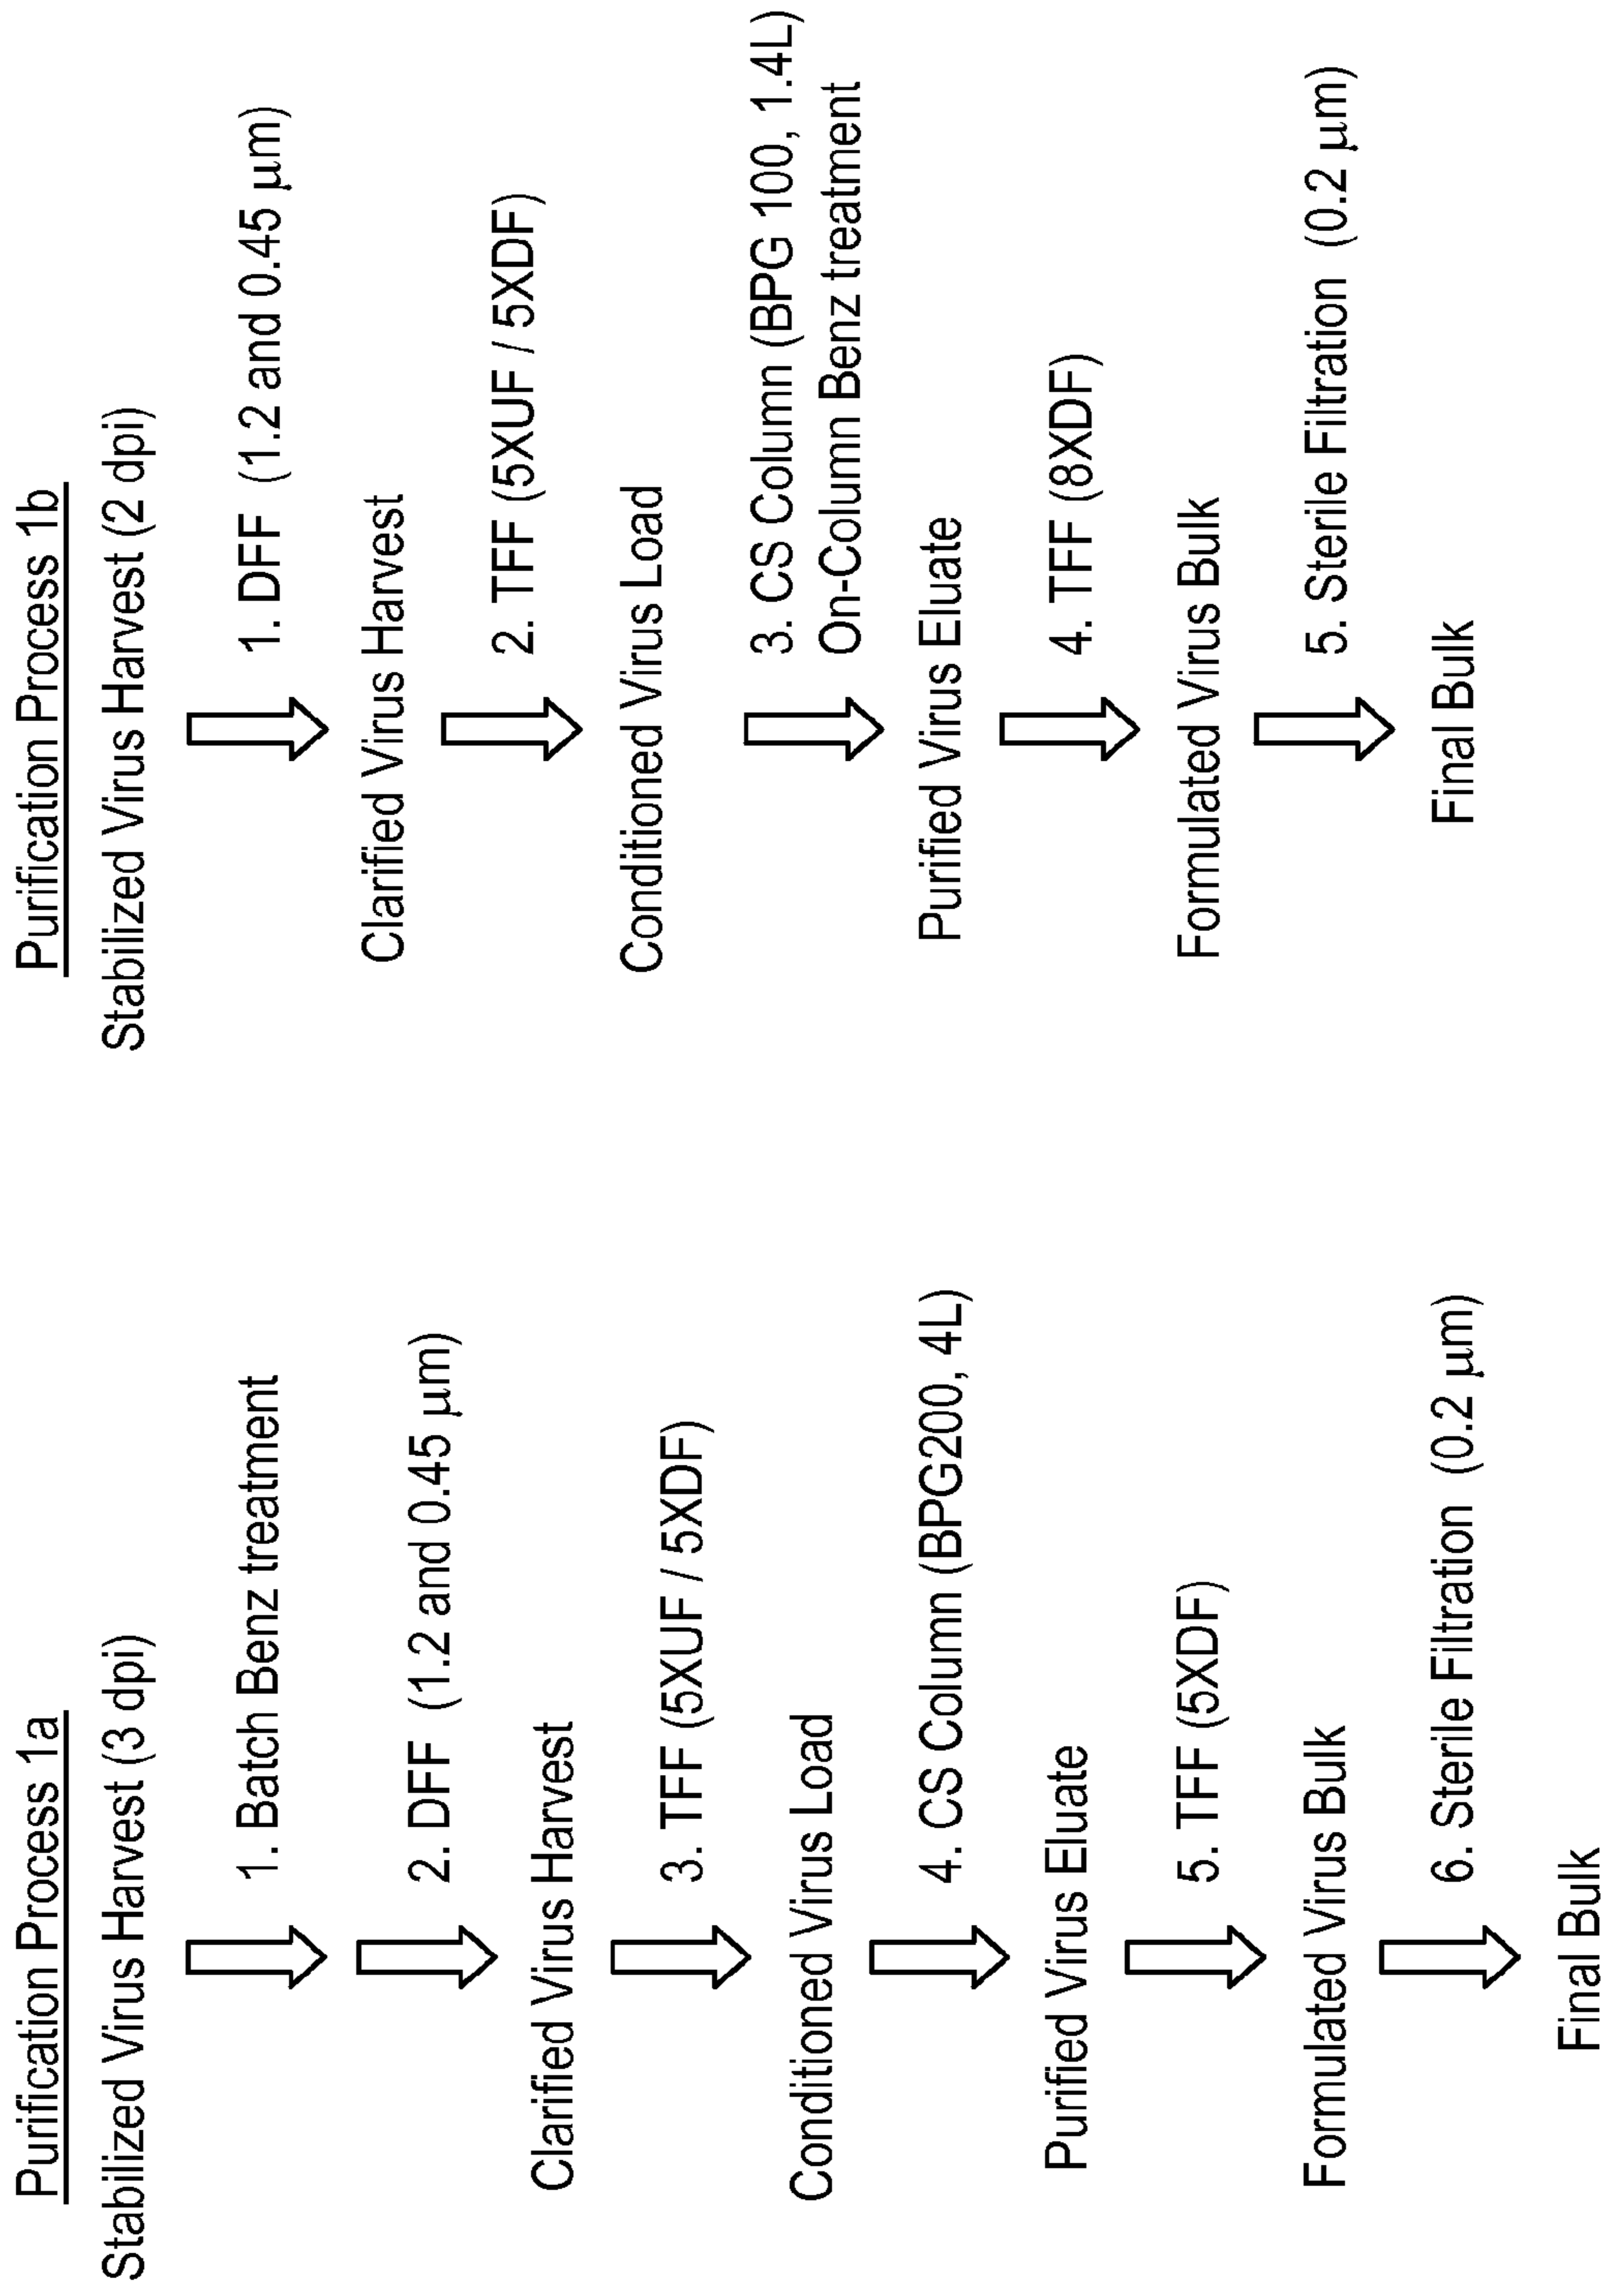 Purification Process 1a
Stabilized Virus Harvest (3 dpi)
1. Batch Benz treatment
2. DFF (1.2 and 0.45 μm)
Clarified Virus Harvest
3. TFF (5XUF / 5XDF)
Conditioned Virus Load
4. CS Column (BPG200, 4L)
Purified Virus Eluate
5. TFF (5XDF)
Formulated Virus Bulk
6. Sterile Filtration (0.2 μm)
Final Bulk
Purification Process 1b
Stabilized Virus Harvest (2 dpi)
1. DFF (1.2 and 0.45 μm)
Clarified Virus Harvest
2. TFF (5XUF / 5XDF)
Conditioned Virus Load
3. CS Column (BPG 100, 1.4L)
On-Column Benz treatment
Purified Virus Eluate
4. TFF (8XDF)
Formulated Virus Bulk
5. Sterile Filtration (0.2 μm)
Final Bulk